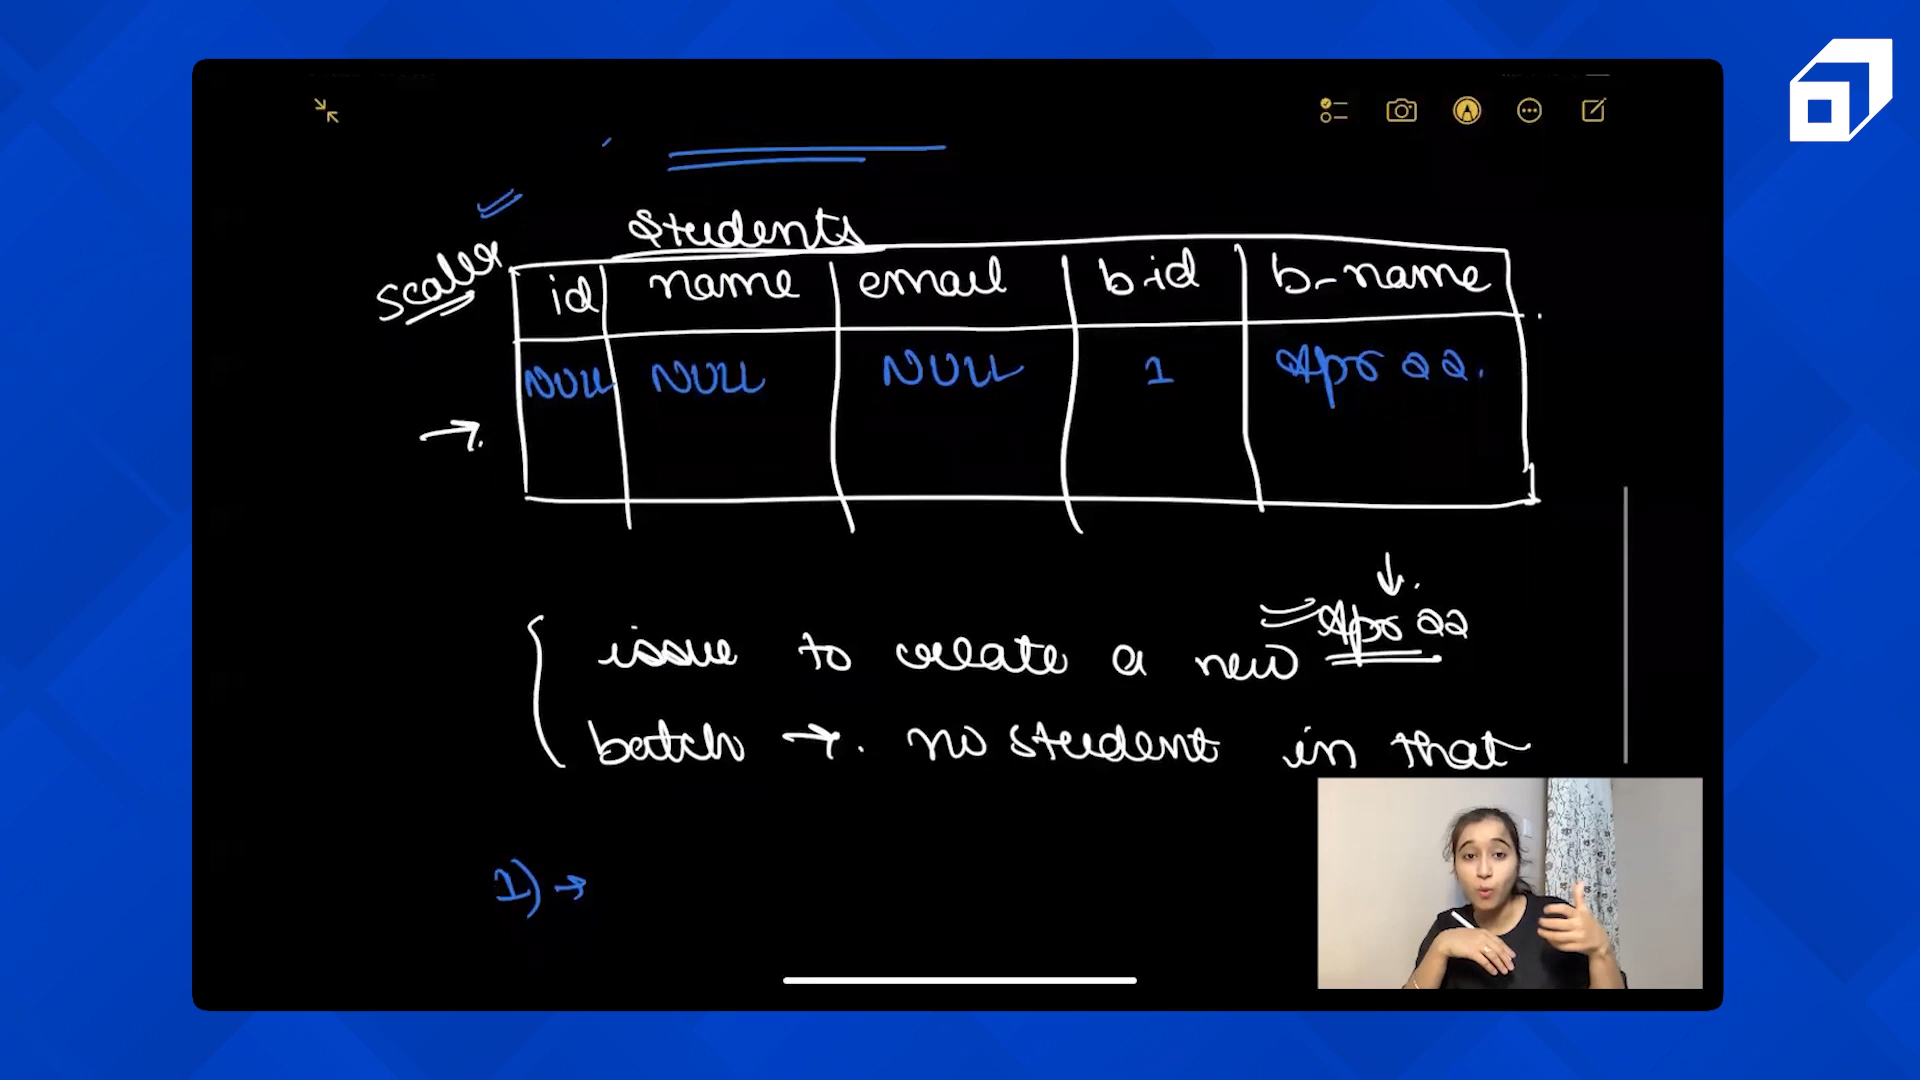 Students
Scaler
id name email b-id b-name
NULL NULL NULL 1 Apr 22.
Apr 22
issue to create a new
batch → . no student in that
1) →